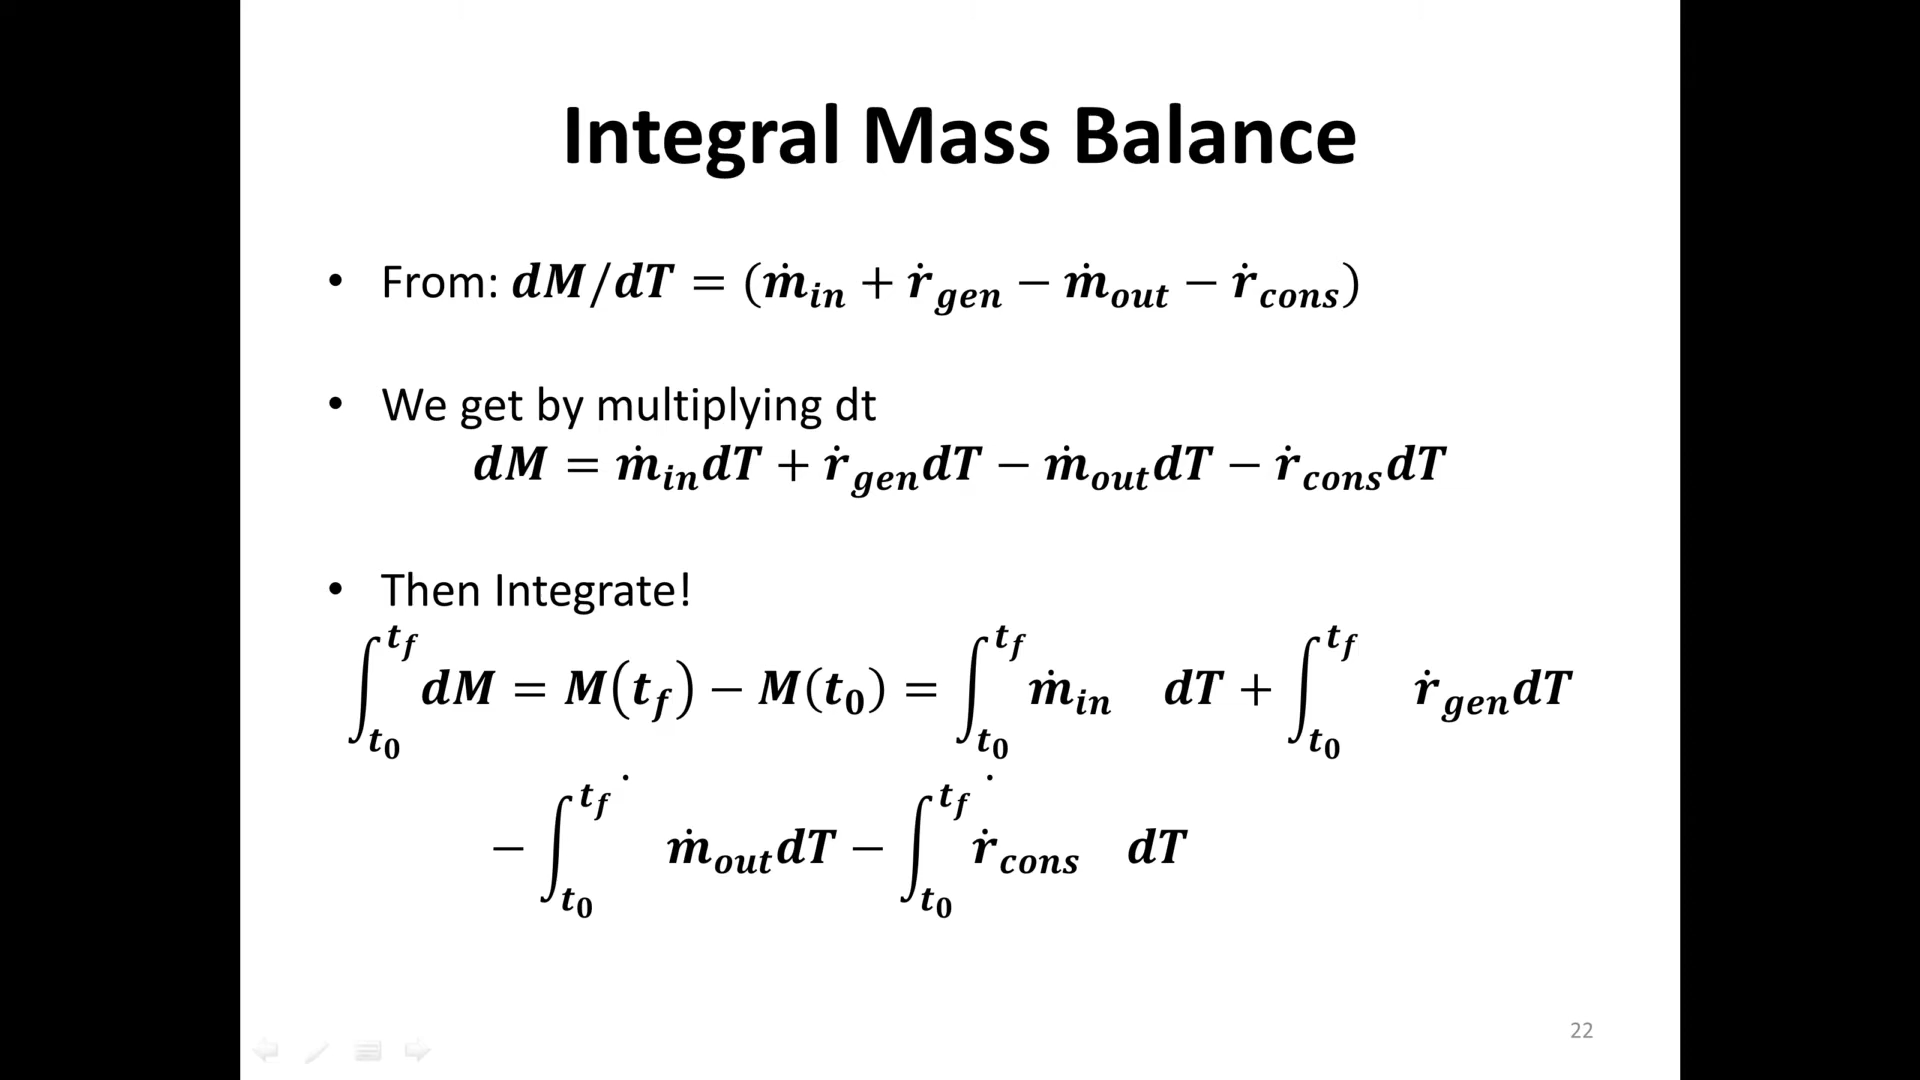 Integral Mass Balance
• From: dM/dT = (ṁ_in + ṙ_gen − ṁ_out − ṙ_cons)
• We get by multiplying dt
dM = ṁ_in dT + ṙ_gen dT − ṁ_out dT − ṙ_cons dT
• Then Integrate!
∫_{t_0}^{t_f} dM = M(t_f) − M(t_0) = ∫_{t_0}^{t_f} ṁ_in dT + ∫_{t_0}^{t_f} ṙ_gen dT
− ∫_{t_0}^{t_f} ṁ_out dT − ∫_{t_0}^{t_f} ṙ_cons dT
22